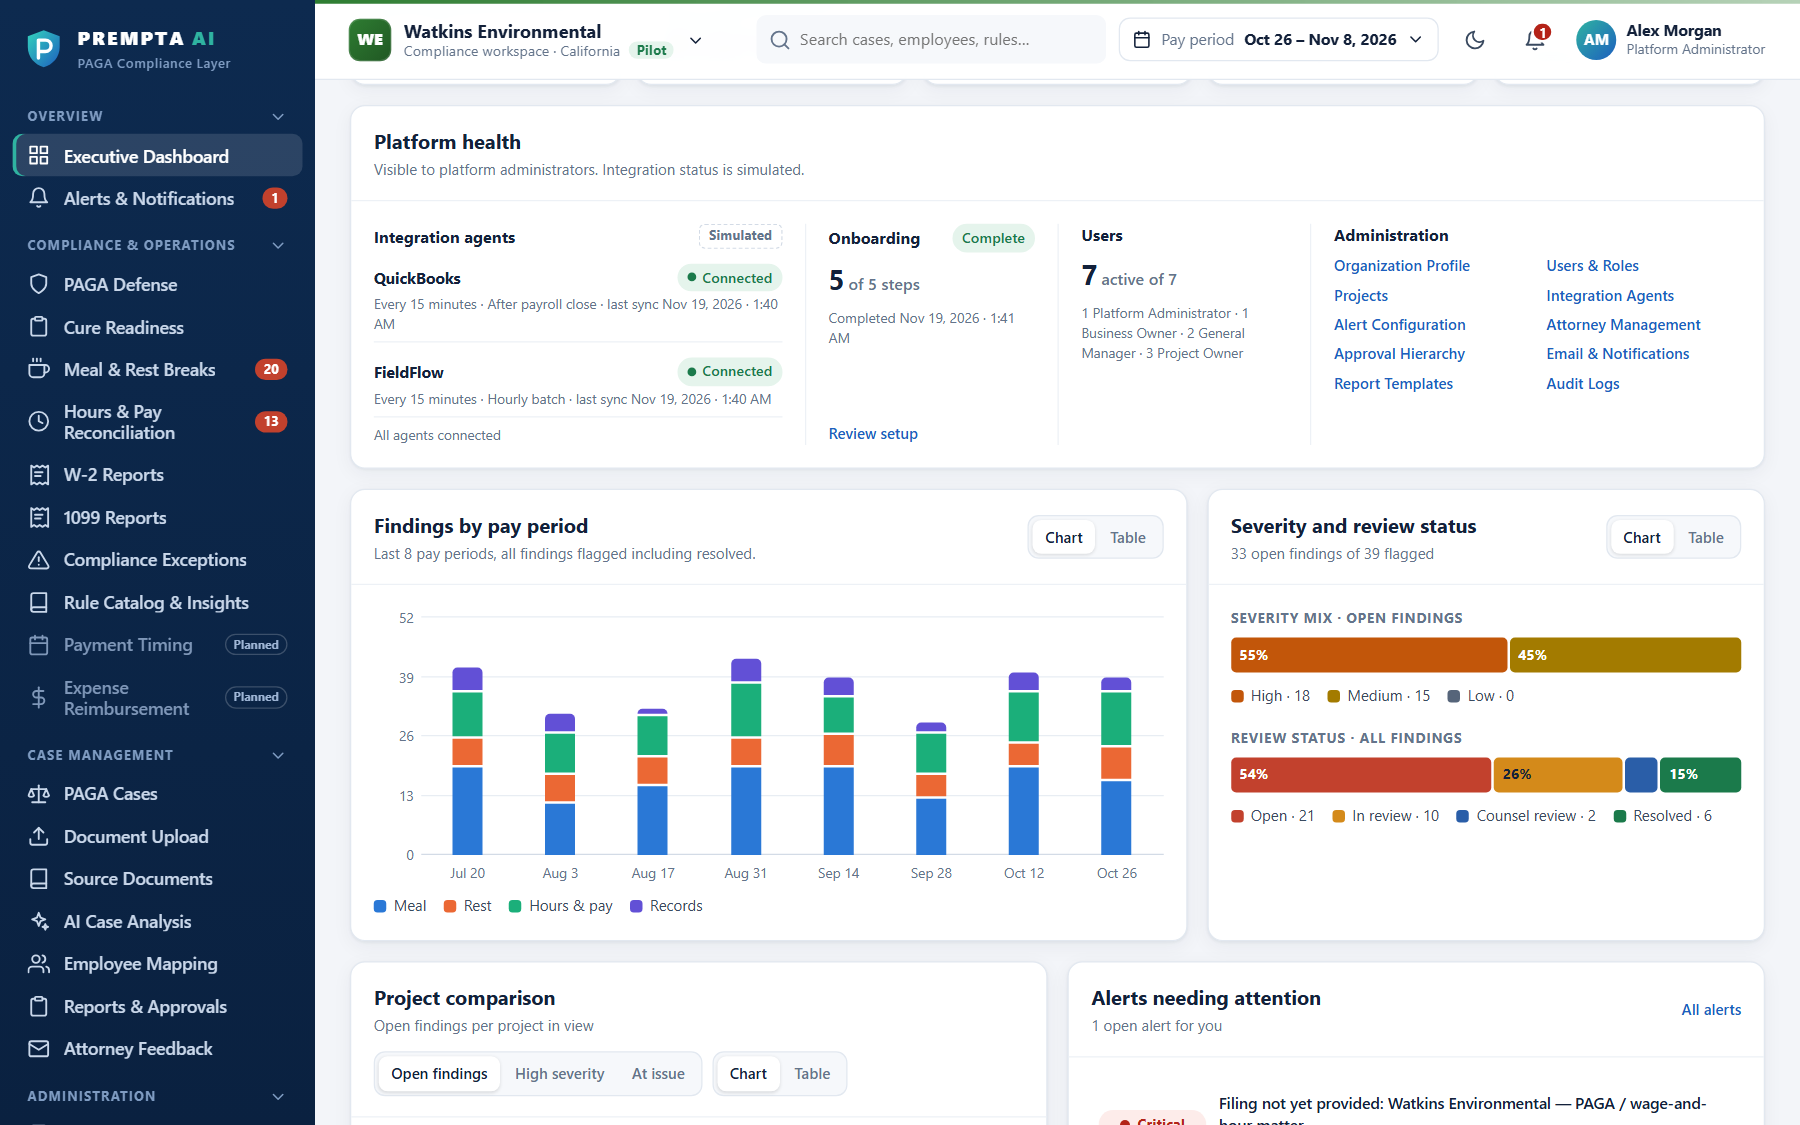 PREMPTA AI
PAGA Compliance Layer
OVERVIEW
Executive Dashboard
Alerts & Notifications 1
COMPLIANCE & OPERATIONS
PAGA Defense
Cure Readiness
Meal & Rest Breaks 20
Hours & Pay
Reconciliation 13
W-2 Reports
1099 Reports
Compliance Exceptions
Rule Catalog & Insights
Payment Timing Planned
Expense
Reimbursement Planned
CASE MANAGEMENT
PAGA Cases
Document Upload
Source Documents
AI Case Analysis
Employee Mapping
Reports & Approvals
Attorney Feedback
ADMINISTRATION
WE
Watkins Environmental
Compliance workspace · California Pilot
Search cases, employees, rules...
Pay period Oct 26 – Nov 8, 2026
1
AM
Alex Morgan
Platform Administrator
Platform health
Visible to platform administrators. Integration status is simulated.
Integration agents Simulated
QuickBooks Connected
Every 15 minutes · After payroll close · last sync Nov 19, 2026 · 1:40
AM
FieldFlow Connected
Every 15 minutes · Hourly batch · last sync Nov 19, 2026 · 1:40 AM
All agents connected
Onboarding Complete
5 of 5 steps
Completed Nov 19, 2026 · 1:41
AM
Review setup
Users
7 active of 7
1 Platform Administrator · 1
Business Owner · 2 General
Manager · 3 Project Owner
Administration
Organization Profile Users & Roles
Projects Integration Agents
Alert Configuration Attorney Management
Approval Hierarchy Email & Notifications
Report Templates Audit Logs
Findings by pay period
Last 8 pay periods, all findings flagged including resolved.
Chart Table
52
39
26
13
0
Jul 20 Aug 3 Aug 17 Aug 31 Sep 14 Sep 28 Oct 12 Oct 26
Meal Rest Hours & pay Records
Severity and review status
33 open findings of 39 flagged
Chart Table
SEVERITY MIX · OPEN FINDINGS
55% 45%
High · 18 Medium · 15 Low · 0
REVIEW STATUS · ALL FINDINGS
54% 26% 15%
Open · 21 In review · 10 Counsel review · 2 Resolved · 6
Project comparison
Open findings per project in view
Open findings High severity At issue Chart Table
Alerts needing attention
1 open alert for you
All alerts
Critical
Filing not yet provided: Watkins Environmental — PAGA / wage-and-
hour matter